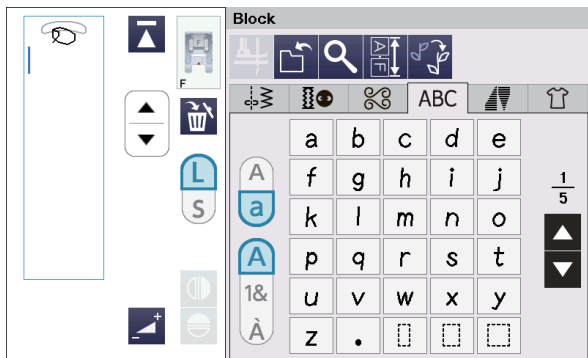 Block
F
A F
ABC
L
S
A
a
A
1&
À
a b c d e
f g h i j
k l m n o
p q r s t
u v w x y
z .
1
5
+
-